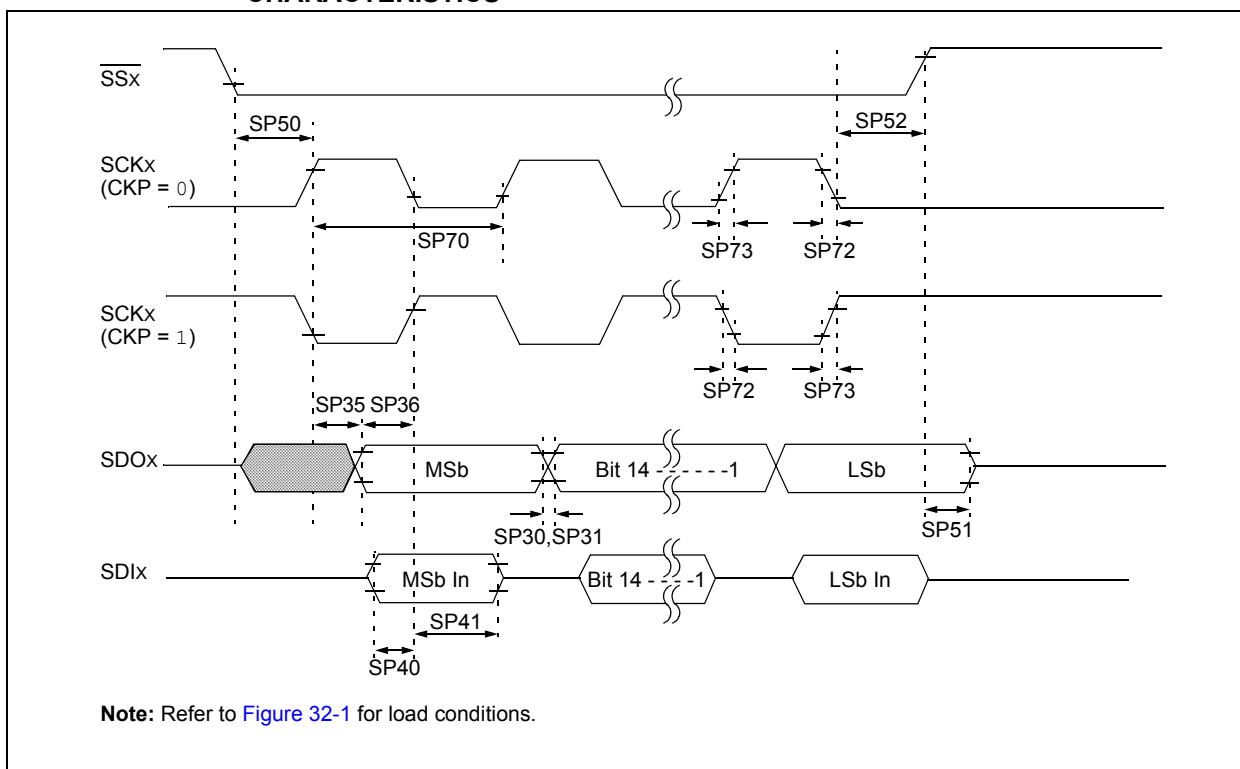 CHARACTERISTICS
SSx
SP50
SP52
SCKx
(CKP = 0)
SP70
SP73
SP72
SCKx
(CKP = 1)
SP72
SP73
SP35
SP36
SDOx
MSb
Bit 14 - - - - - -1
LSb
SP30,SP31
SP51
SDIx
MSb In
Bit 14 - - - -1
LSb In
SP41
SP40
Note: Refer to Figure 32-1 for load conditions.